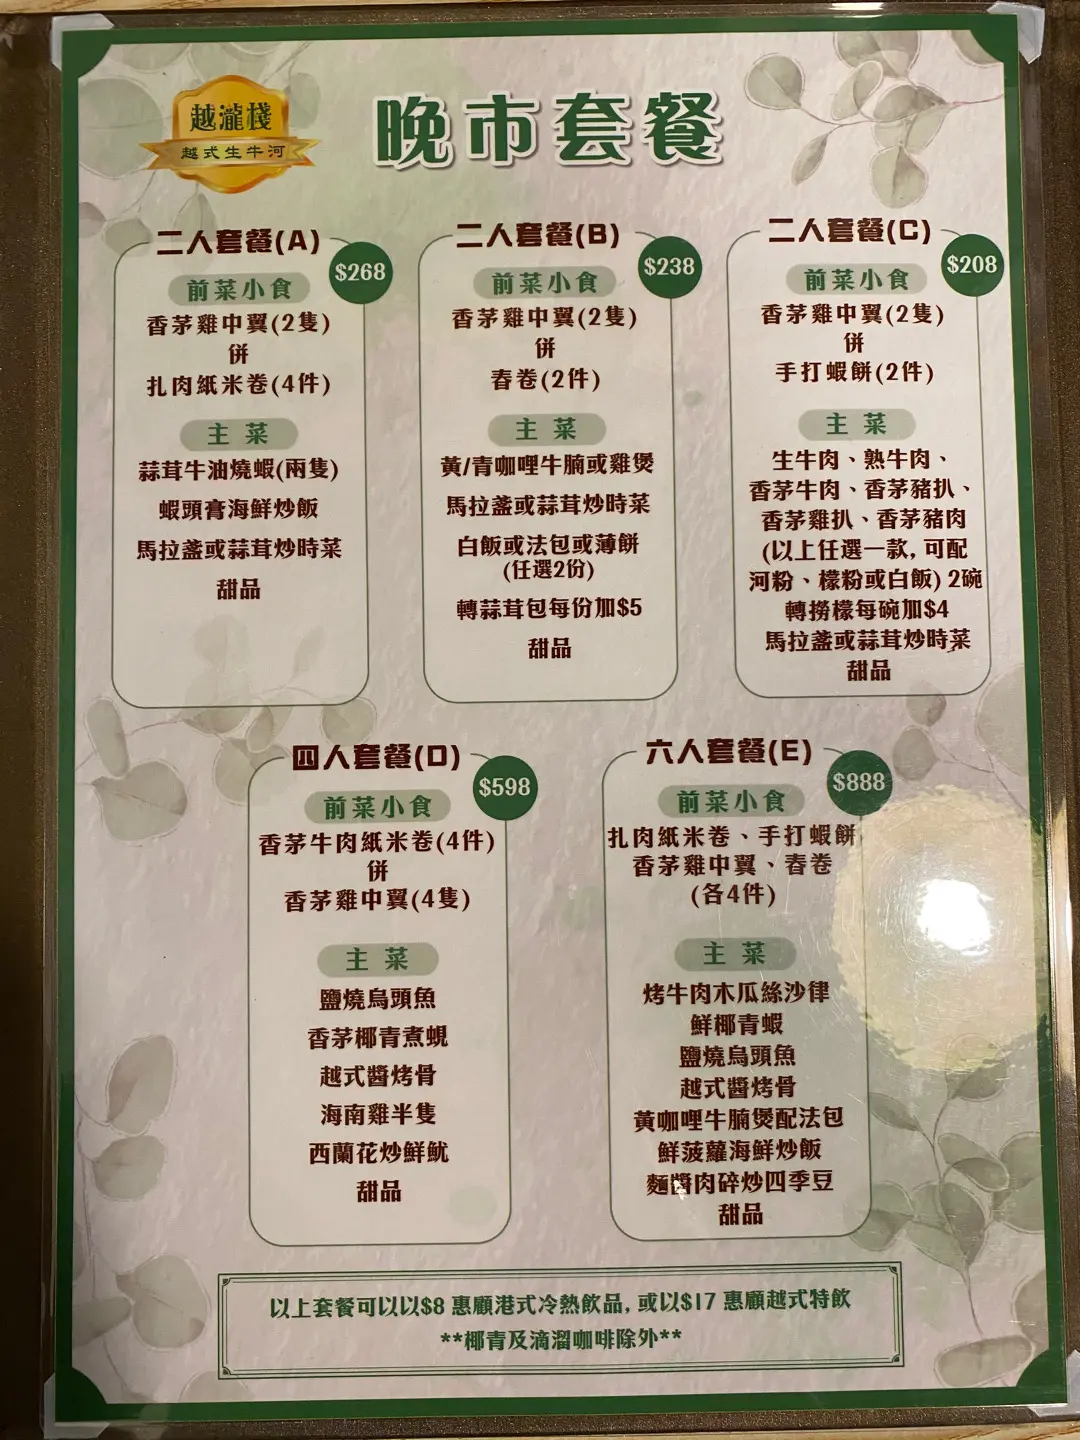 越瀧棧
越式生牛河
晚市套餐
二人套餐(A)
$268
前菜小食
香茅雞中翼(2隻)
併
扎肉紙米卷(4件)
主菜
蒜茸牛油燒蝦(兩隻)
蝦頭膏海鮮炒飯
馬拉盞或蒜茸炒時菜
甜品
二人套餐(B)
$238
前菜小食
香茅雞中翼(2隻)
併
春卷(2件)
主菜
黃/青咖哩牛腩或雞煲
馬拉盞或蒜茸炒時菜
白飯或法包或薄餅
(任選2份)
轉蒜茸包每份加$5
甜品
二人套餐(C)
$208
前菜小食
香茅雞中翼(2隻)
併
手打蝦餅(2件)
主菜
生牛肉、熟牛肉、
香茅牛肉、香茅豬扒、
香茅雞扒、香茅豬肉
(以上任選一款, 可配
河粉、檬粉或白飯) 2碗
轉撈檬每碗加$4
馬拉盞或蒜茸炒時菜
甜品
四人套餐(D)
$598
前菜小食
香茅牛肉紙米卷(4件)
併
香茅雞中翼(4隻)
主菜
鹽燒烏頭魚
香茅椰青煮蜆
越式醬烤骨
海南雞半隻
西蘭花炒鮮魷
甜品
六人套餐(E)
$888
前菜小食
扎肉紙米卷、手打蝦餅
香茅雞中翼、春卷
(各4件)
主菜
烤牛肉木瓜絲沙律
鮮椰青蝦
鹽燒烏頭魚
越式醬烤骨
黃咖哩牛腩煲配法包
鮮菠蘿海鮮炒飯
麵醬肉碎炒四季豆
甜品
以上套餐可以以$8 惠顧港式冷熱飲品, 或以$17 惠顧越式特飲
**椰青及滴溜咖啡除外**